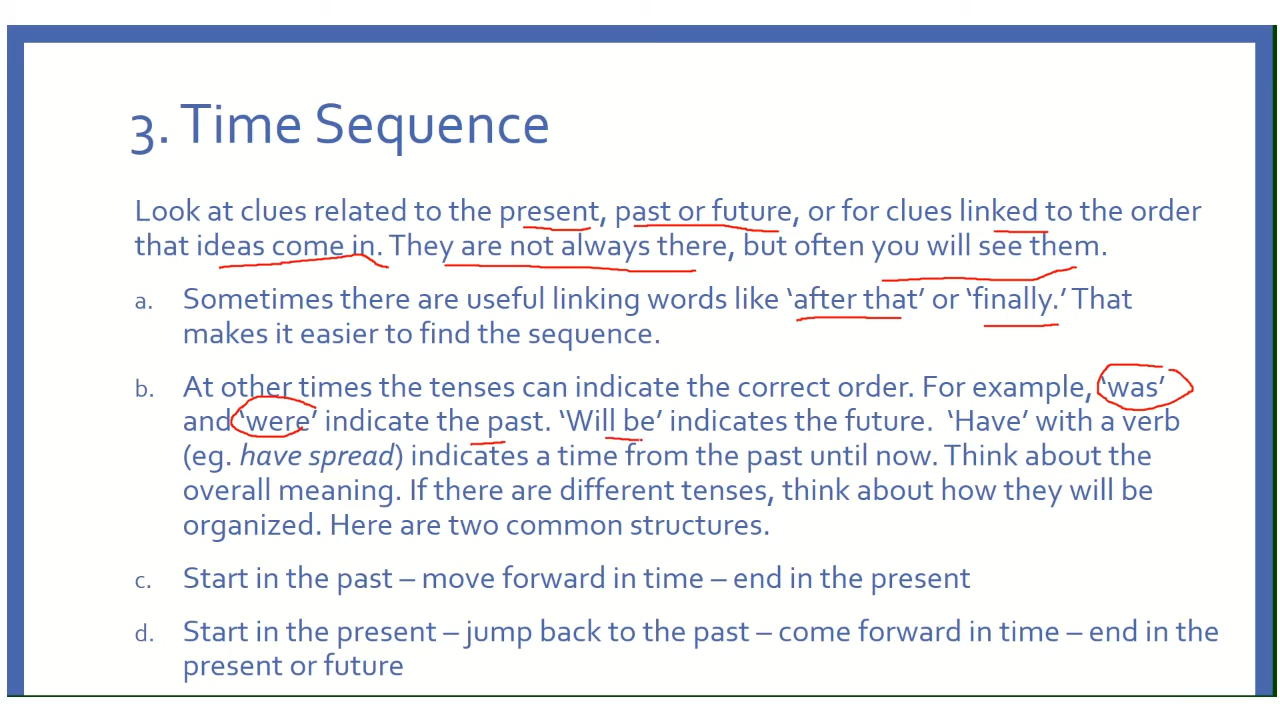 3. Time Sequence
Look at clues related to the present, past or future, or for clues linked to the order
that ideas come in. They are not always there, but often you will see them.
a. Sometimes there are useful linking words like ‘after that’ or ‘finally.’ That
makes it easier to find the sequence.
b. At other times the tenses can indicate the correct order. For example, ‘was’
and ‘were’ indicate the past. ‘Will be’ indicates the future. ‘Have’ with a verb
(eg. have spread) indicates a time from the past until now. Think about the
overall meaning. If there are different tenses, think about how they will be
organized. Here are two common structures.
c. Start in the past – move forward in time – end in the present
d. Start in the present – jump back to the past – come forward in time – end in the
present or future